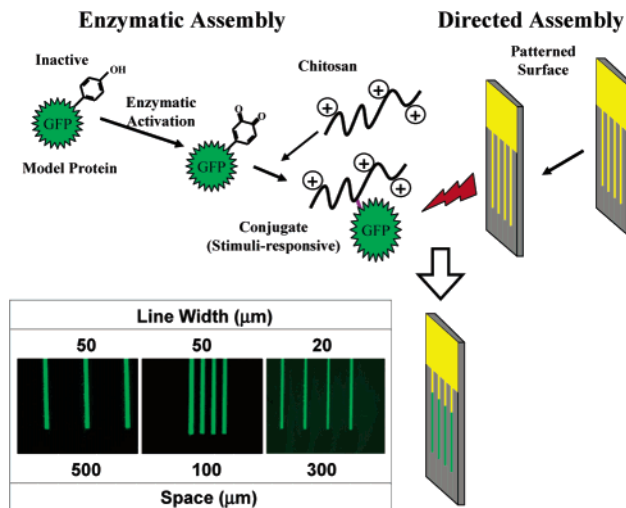 Enzymatic Assembly
Directed Assembly
Inactive
OH
GFP
Model Protein
Enzymatic
Activation
O
O
GFP
Chitosan
+
+
+
+
+
+
GFP
Conjugate
(Stimuli-responsive)
Patterned
Surface
Line Width (μm)
50 50 20
500 100 300
Space (μm)